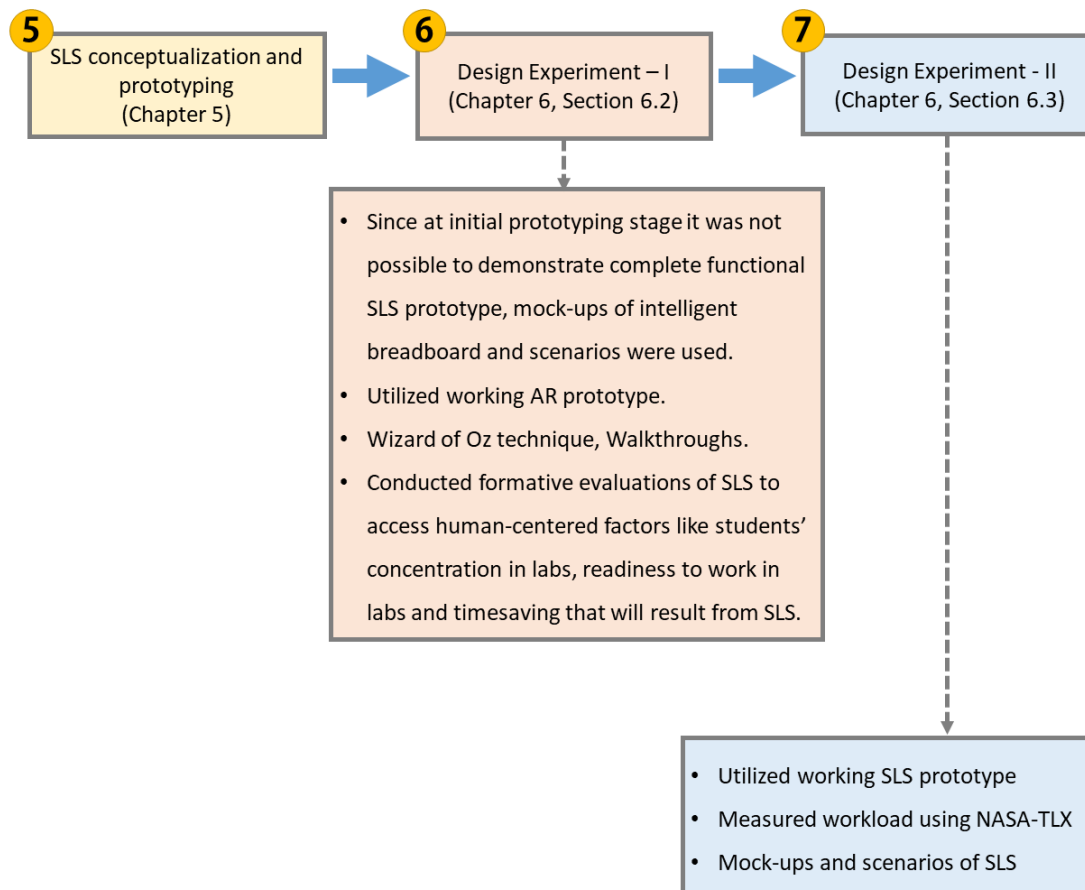 5
SLS conceptualization and
prototyping
(Chapter 5)
6
Design Experiment – I
(Chapter 6, Section 6.2)
7
Design Experiment - II
(Chapter 6, Section 6.3)
• Since at initial prototyping stage it was not
possible to demonstrate complete functional
SLS prototype, mock-ups of intelligent
breadboard and scenarios were used.
• Utilized working AR prototype.
• Wizard of Oz technique, Walkthroughs.
• Conducted formative evaluations of SLS to
access human-centered factors like students’
concentration in labs, readiness to work in
labs and timesaving that will result from SLS.
• Utilized working SLS prototype
• Measured workload using NASA-TLX
• Mock-ups and scenarios of SLS